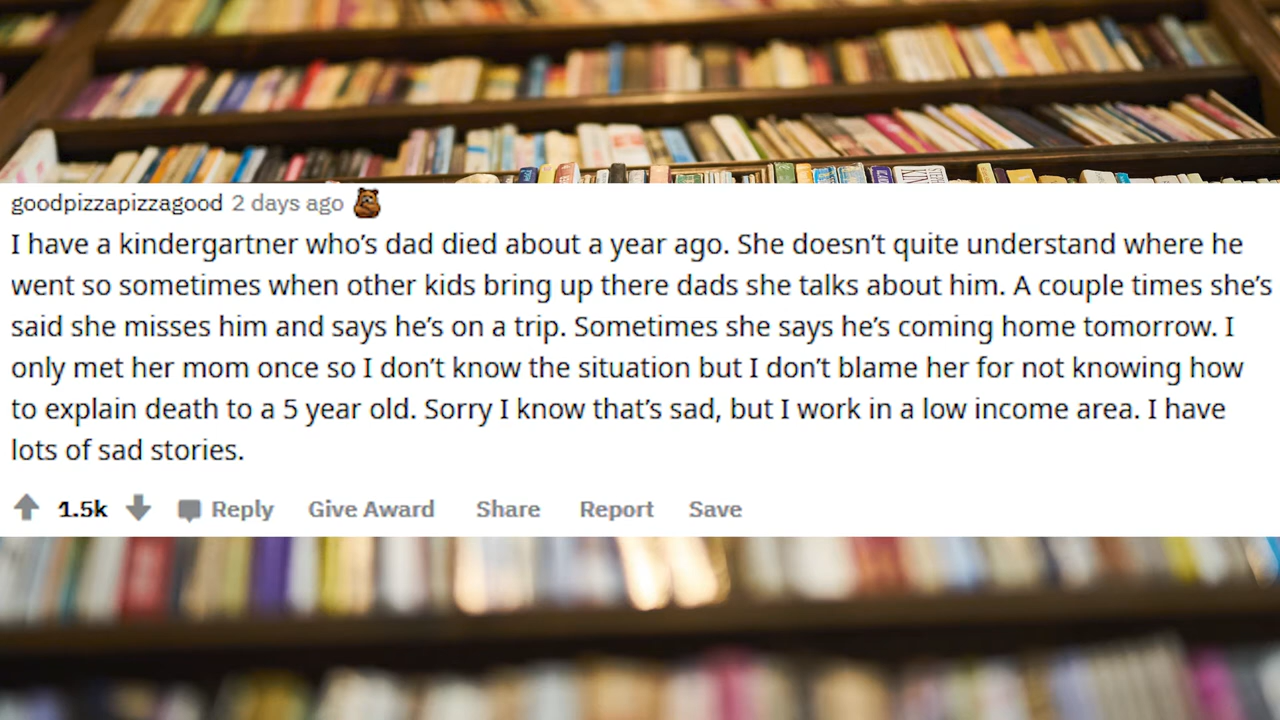 goodpizzapizzagood 2 days ago
I have a kindergartner who’s dad died about a year ago. She doesn’t quite understand where he
went so sometimes when other kids bring up there dads she talks about him. A couple times she’s
said she misses him and says he’s on a trip. Sometimes she says he’s coming home tomorrow. I
only met her mom once so I don’t know the situation but I don’t blame her for not knowing how
to explain death to a 5 year old. Sorry I know that’s sad, but I work in a low income area. I have
lots of sad stories.
1.5k Reply Give Award Share Report Save